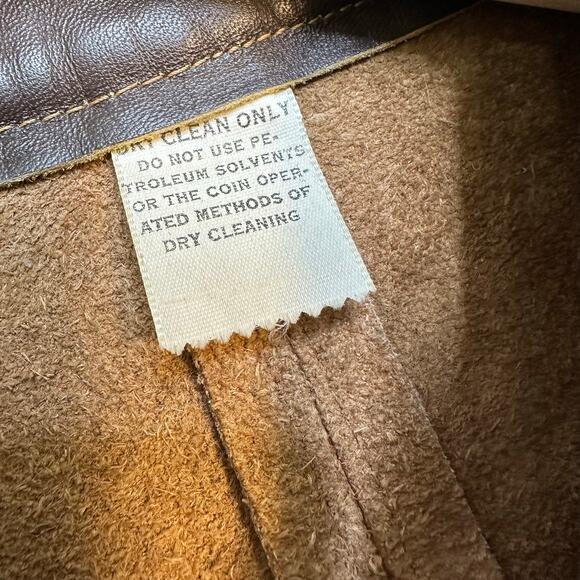 DRY CLEAN ONLY
DO NOT USE PE-
TROLEUM SOLVENTS
OR THE COIN OPER-
ATED METHODS OF
DRY CLEANING